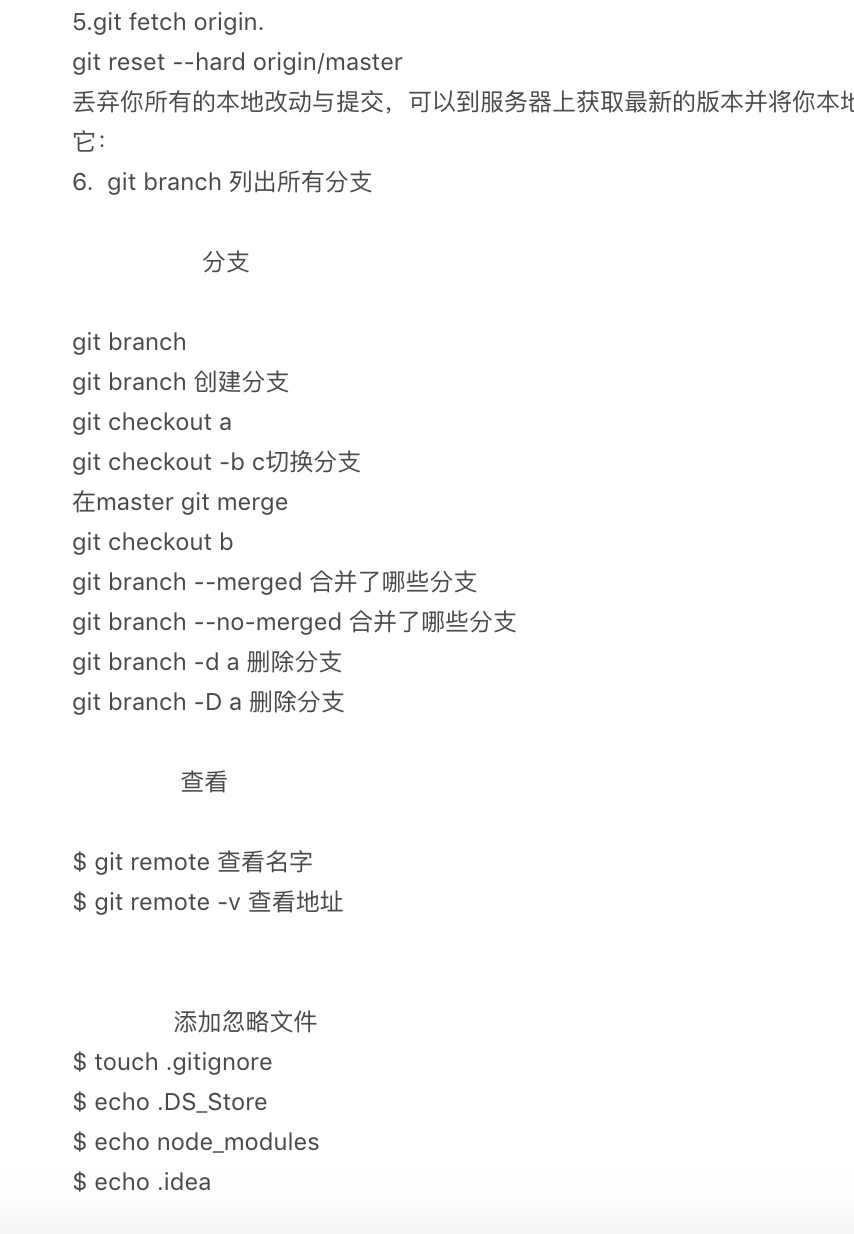 5.git fetch origin.
git reset --hard origin/master
丢弃你所有的本地改动与提交，可以到服务器上获取最新的版本并将你本
它：
6.  git branch 列出所有分支
分支
git branch
git branch 创建分支
git checkout a
git checkout -b c切换分支
在master git merge
git checkout b
git branch --merged 合并了哪些分支
git branch --no-merged 合并了哪些分支
git branch -d a 删除分支
git branch -D a 删除分支
查看
$ git remote 查看名字
$ git remote -v 查看地址
添加忽略文件
$ touch .gitignore
$ echo .DS_Store
$ echo node_modules
$ echo .idea